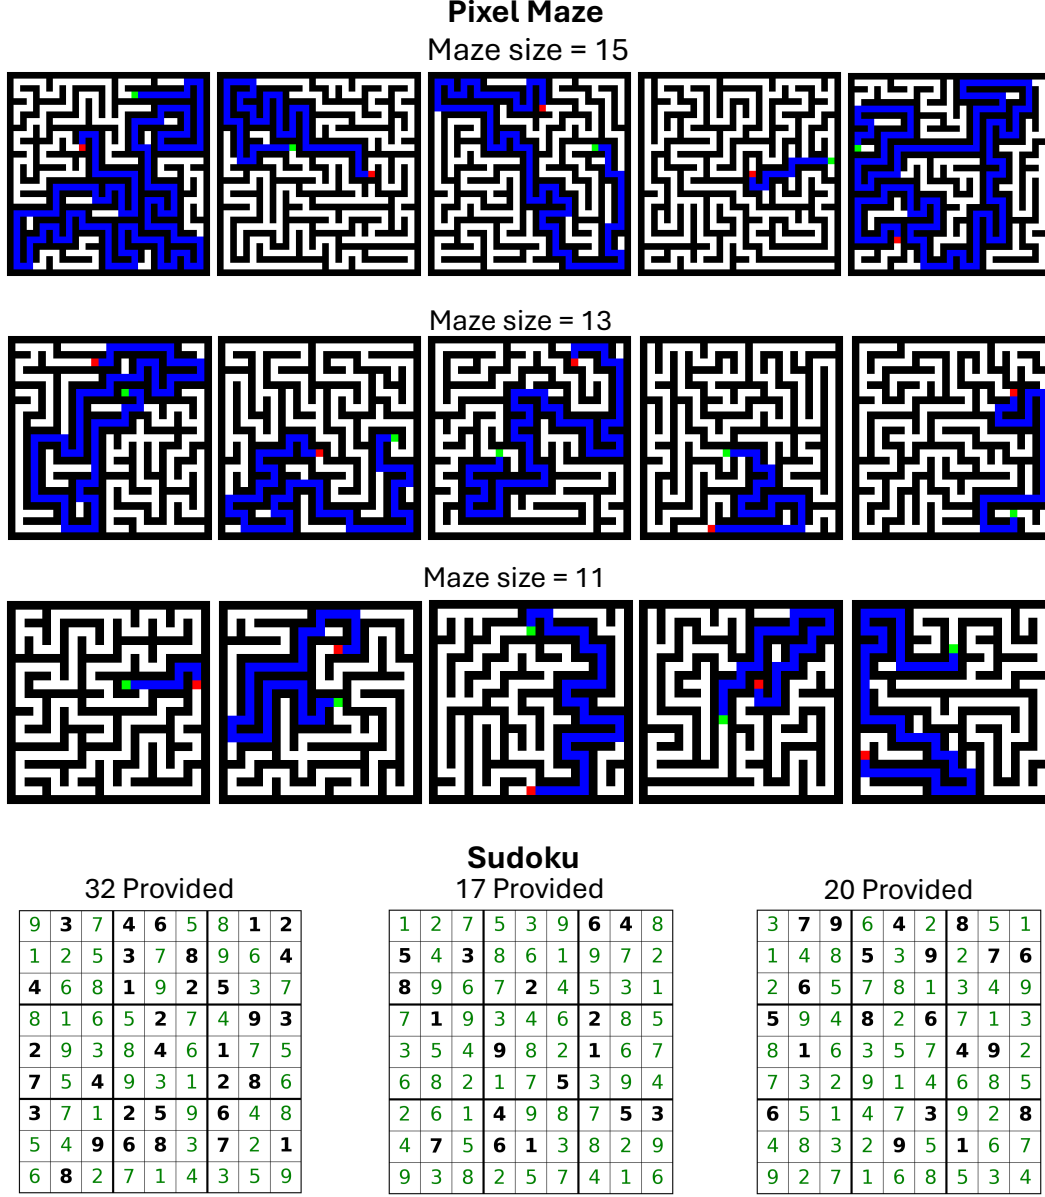 Pixel Maze
Maze size = 15
Maze size = 13
Maze size = 11
Sudoku
32 Provided
17 Provided
20 Provided
9 3 7 4 6 5 8 1 2
1 2 5 3 7 8 9 6 4
4 6 8 1 9 2 5 3 7
8 1 6 5 2 7 4 9 3
2 9 3 8 4 6 1 7 5
7 5 4 9 3 1 2 8 6
3 7 1 2 5 9 6 4 8
5 4 9 6 8 3 7 2 1
6 8 2 7 1 4 3 5 9
1 2 7 5 3 9 6 4 8
5 4 3 8 6 1 9 7 2
8 9 6 7 2 4 5 3 1
7 1 9 3 4 6 2 8 5
3 5 4 9 8 2 1 6 7
6 8 2 1 7 5 3 9 4
2 6 1 4 9 8 7 5 3
4 7 5 6 1 3 8 2 9
9 3 8 2 5 7 4 1 6
3 7 9 6 4 2 8 5 1
1 4 8 5 3 9 2 7 6
2 6 5 7 8 1 3 4 9
5 9 4 8 2 6 7 1 3
8 1 6 3 5 7 4 9 2
7 3 2 9 1 4 6 8 5
6 5 1 4 7 3 9 2 8
4 8 3 2 9 5 1 6 7
9 2 7 1 6 8 5 3 4